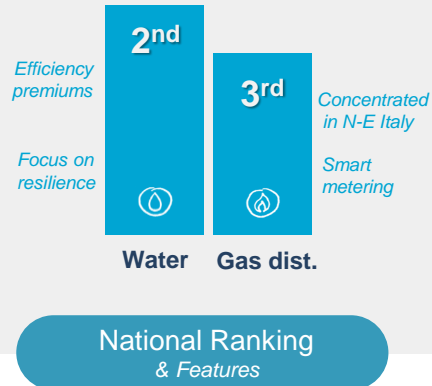 2nd
Efficiency
premiums
Focus on
resilience
3rd
Concentrated
in N-E Italy
Smart
metering
Water
Gas dist.
National Ranking
& Features